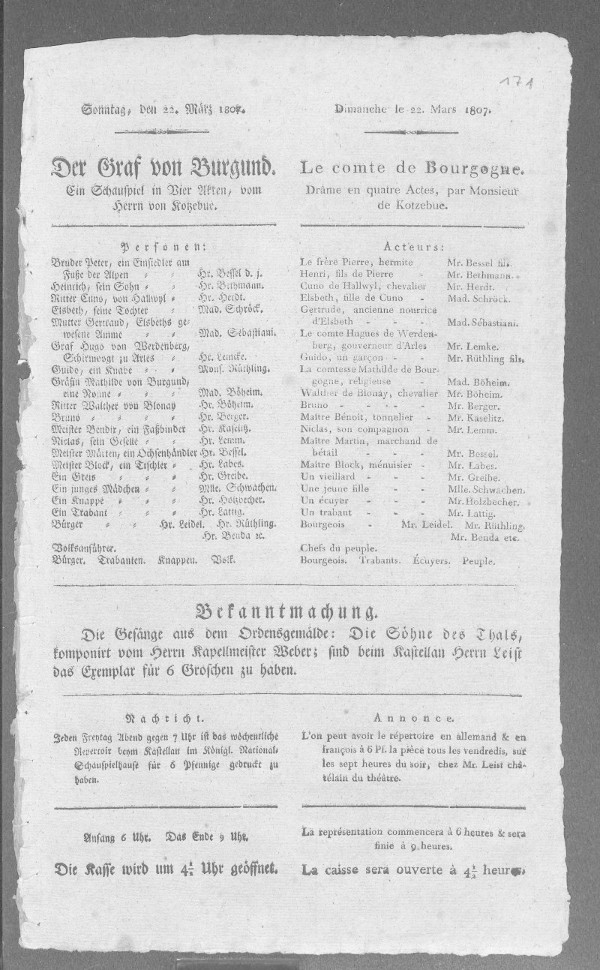 171
Sonntag, den 22. März 1807.
Der Graf von Burgund.
Ein Schauspiel in Vier Akten, vom
Herrn von Kotzebue.
Personen:
Bruder Peter, ein Einsiedler am
Fuße der Alpen - - Hr. Bessel d. j.
Heinrich, sein Sohn - - Hr. Bethmann.
Ritter Cuno, von Hallwyl - Hr. Herdt.
Elsbeth, seine Tochter - Mad. Schröck.
Mutter Gertraud, Elsbeths ge-
wesene Amme - - Mad. Sebastiani.
Graf Hugo von Werdenberg,
Schirmvogt zu Arles - Hr. Lemcke.
Guido, ein Knabe - - Mons. Rüthling.
Gräfin Mathilde von Burgund,
eine Nonne - - Mad. Böheim.
Ritter Walther von Blonay Hr. Böheim.
Bruno - - - Hr. Berger.
Meister Bendix, ein Faßbinder Hr. Kaselitz.
Niclas, sein Geselle - - Hr. Lemm.
Meister Märten, ein Ochsenhändler Hr. Bessel.
Meister Block, ein Tischler - Hr. Labes.
Ein Greis - - Hr. Greibe.
Ein junges Mädchen - - Mlle. Schwachen.
Ein Knappe - - Hr. Holzbecher.
Ein Trabant - - Hr. Lattig.
Bürger - - Hr. Leidel. Hr. Rüthling.
Hr. Benda ec.
Volksanführer.
Bürger. Trabanten. Knappen. Volk.
Dimanche le 22. Mars 1807.
Le comte de Bourgogne.
Dràme en quatre Actes, par Monsieur
de Kotzebue.
Acteurs:
Le frère Pierre, hermite - Mr. Bessel fils.
Henri, fils de Pierre - Mr. Bethmann.
Cuno de Hallwyl, chevalier Mr. Herdt.
Elsbeth, fille de Cuno - Mad. Schröck.
Gertrude, ancienne nourrice
d'Elsbeth - - Mad. Sébastiani.
Le comte Hugues de Werden-
berg, gouverneur d'Arles Mr. Lemke.
Guido, un garçon - - Mr. Rüthling fils.
La comtesse Mathilde de Bour-
gogne, réligieuse - Mad. Böheim.
Walther de Blonay, chevalier Mr. Böheim.
Bruno - - - - Mr. Berger.
Maître Bénoit, tonnelier - Mr. Kaselitz.
Niclas, son compagnon - Mr. Lemm.
Maître Martin, marchand de
bétail - - - Mr. Bessel.
Maître Block, ménuisier - Mr. Labes.
Un vieillard - - Mr. Greibe.
Une jeune fille - - Mlle. Schwachen.
Un écuyer - - Mr. Holzbecher.
Un trabant - - Mr. Lattig.
Bourgeois - Mr. Leidel. Mr. Rüthling.
Mr. Benda etc.
Chefs du peuple.
Bourgeois. Trabants. Écuyers. Peuple.
Bekanntmachung.
Die Gesänge aus dem Ordensgemälde: Die Söhne des Thals,
komponirt vom Herrn Kapellmeister Weber; sind beim Kastellan Herrn Leist
das Exemplar für 6 Groschen zu haben.
Nachricht.
Jeden Freytag Abend gegen 7 Uhr ist das wöchentliche
Repertoir beym Kastellan im Königl. National-
Schauspielhause für 6 Pfennige gedruckt zu
haben.
Annonce.
L'on peut avoir le répertoire en allemand & en
françois à 6 Pf. la pièce tous les vendredis, sur
les sept heures du soir, chez Mr. Leist châ-
télain du théâtre.
Anfang 6 Uhr. Das Ende 9 Uhr.
Die Kasse wird um 4½ Uhr geöffnet.
La représentation commencera à 6 heures & sera
finie à 9. heures.
La caisse sera ouverte à 4½ heures.